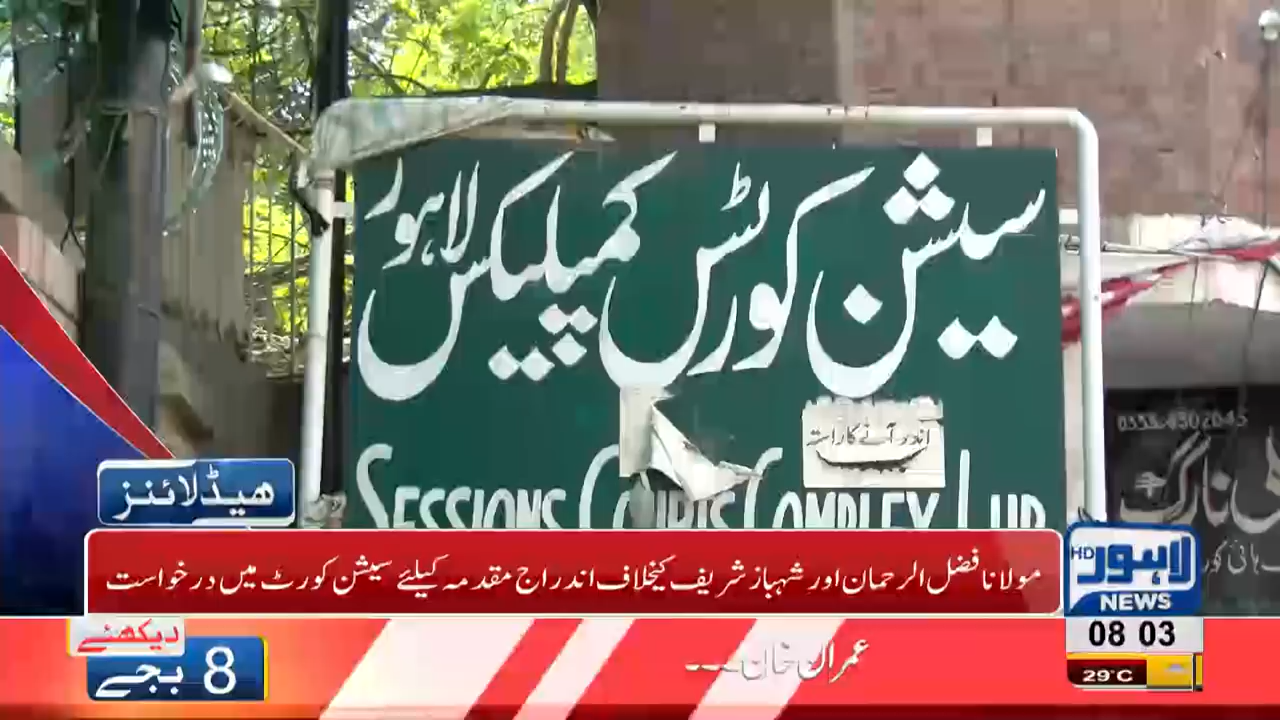 سیشن کورٹس کمپلیکس لاہور
اندر آنے کا راستہ
SESSIONS COURTS COMPLEX LHR
0333-4302045
ہیڈلائنز
مولانا فضل الرحمان اور شہباز شریف کیخلاف اندراج مقدمہ کیلئے سیشن کورٹ میں درخواست
HD لاہور
NEWS
08 03
29°C
دیکھئے
8 بجے
عمران خان۔۔۔